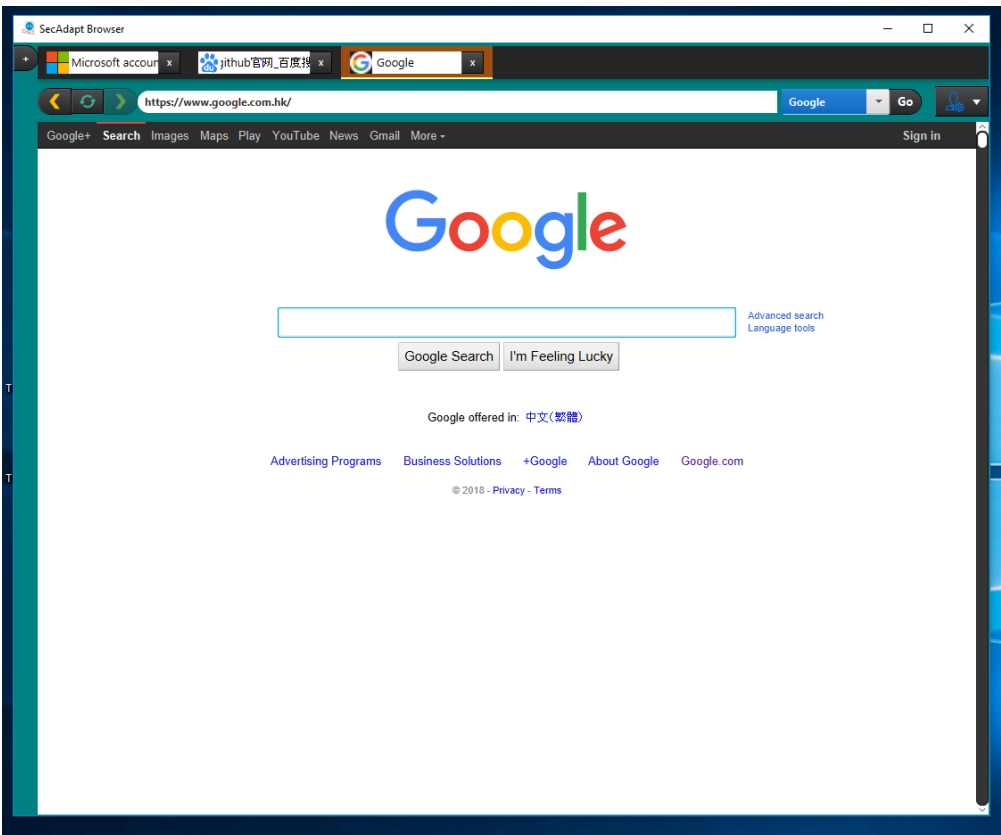 SecAdapt Browser
+ Microsoft accoun x github官网_百度搜 x Google x
https://www.google.com.hk/ Google Go
Google+ Search Images Maps Play YouTube News Gmail More Sign in
Google
Advanced search
Language tools
Google Search I'm Feeling Lucky
Google offered in: 中文(繁體)
Advertising Programs Business Solutions +Google About Google Google.com
© 2018 - Privacy - Terms
T
T